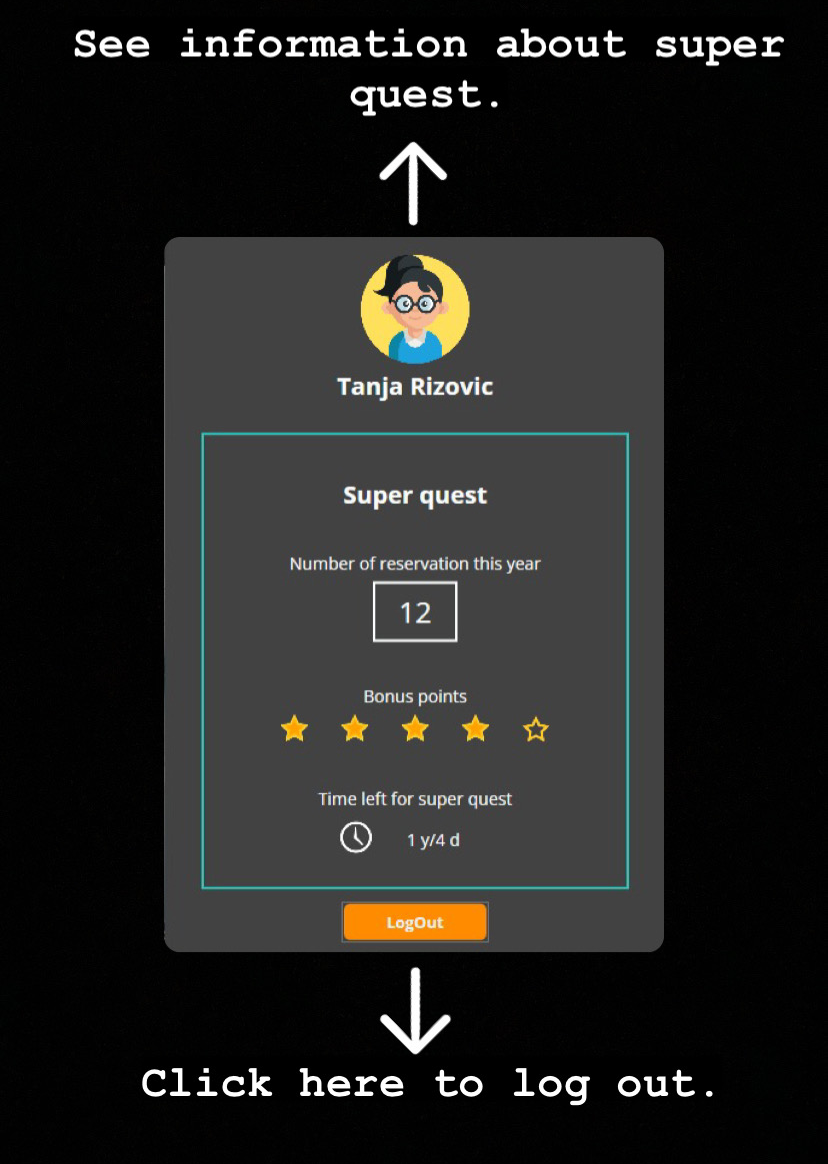 See information about super
quest.
Tanja Rizovic
Super quest
Number of reservation this year
12
Bonus points
Time left for super quest
1 y/4 d
LogOut
Click here to log out.